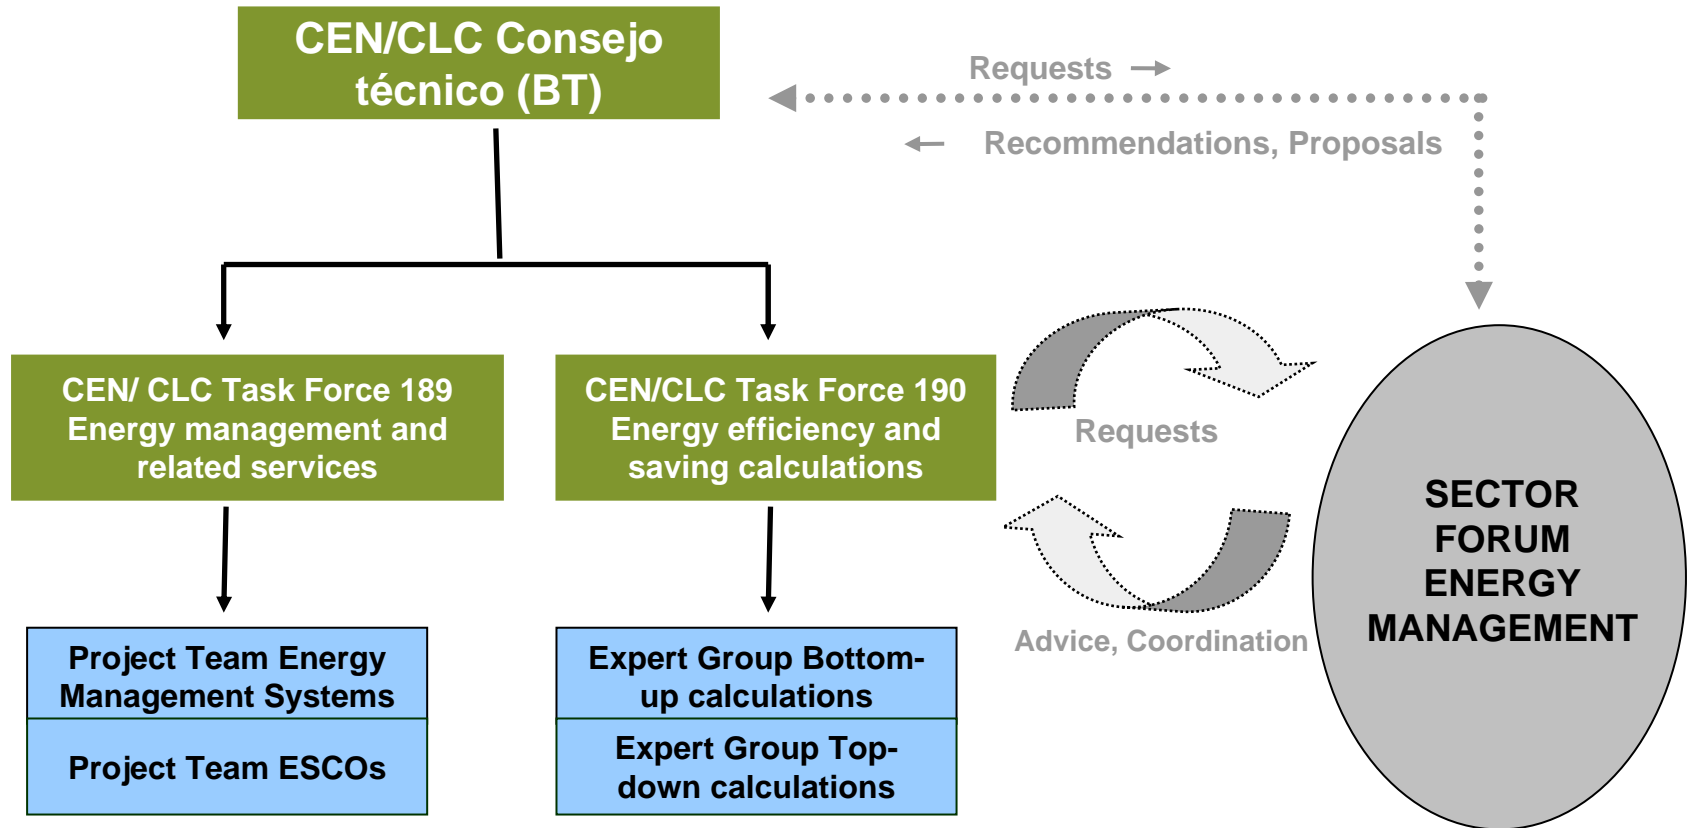 CEN/CLC Consejo
técnico (BT)
Requests
Recommendations, Proposals
CEN/ CLC Task Force 189
Energy management and
related services
CEN/CLC Task Force 190
Energy efficiency and
saving calculations
Requests
Advice, Coordination
SECTOR
FORUM
ENERGY
MANAGEMENT
Project Team Energy
Management Systems
Project Team ESCOs
Expert Group Bottom-
up calculations
Expert Group Top-
down calculations